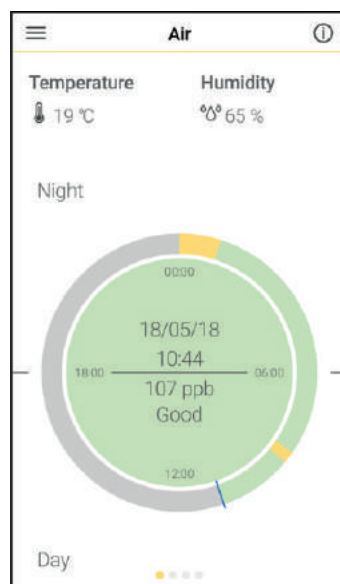 Air
Temperature Humidity
19 °C 65 %
Night
00:00
18/05/18
10:44
18:00 06:00
107 ppb
Good
12:00
Day